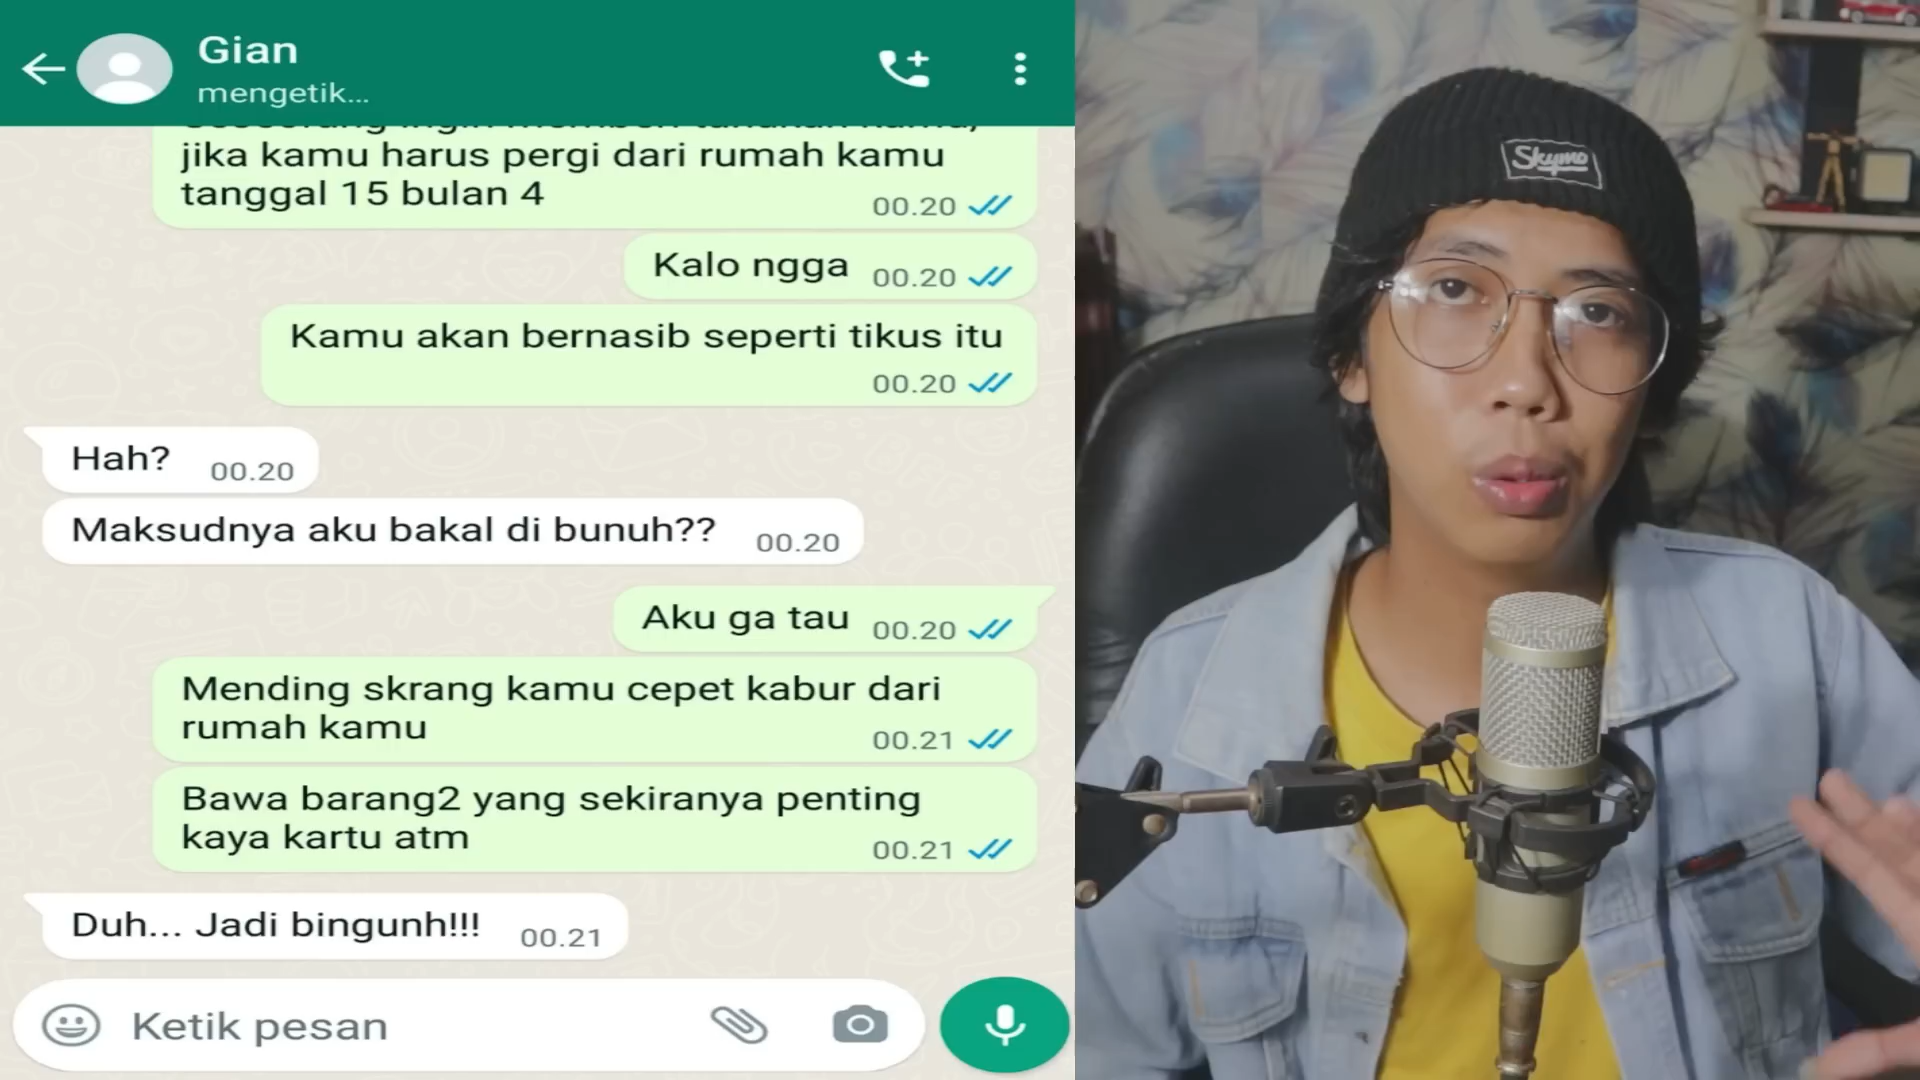 Gian
mengetik...
jika kamu harus pergi dari rumah kamu
tanggal 15 bulan 4
00.20
Kalo ngga 00.20
Kamu akan bernasib seperti tikus itu
00.20
Hah? 00.20
Maksudnya aku bakal di bunuh?? 00.20
Aku ga tau 00.20
Mending skrang kamu cepet kabur dari
rumah kamu
00.21
Bawa barang2 yang sekiranya penting
kaya kartu atm
00.21
Duh... Jadi bingunh!!! 00.21
Ketik pesan
Skymo